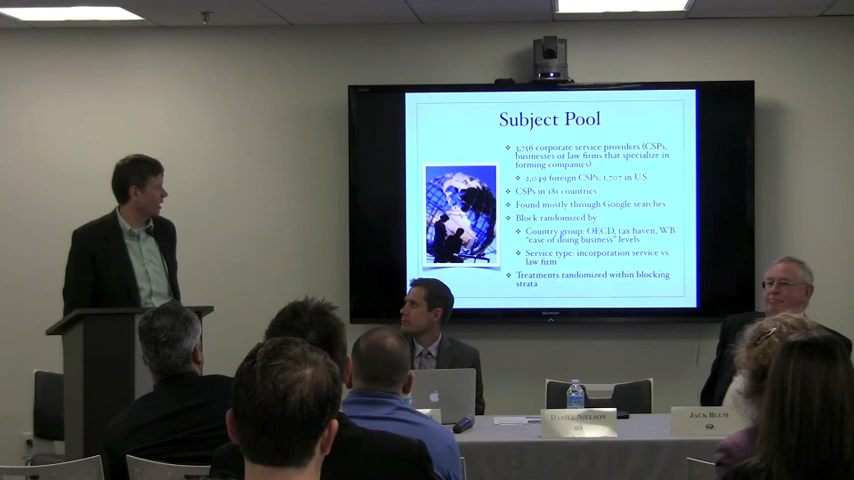 Subject Pool
3,756 corporate service providers (CSPs,
businesses or law firms that specialize in
forming companies)
2,049 foreign CSPs; 1,707 in U.S.
CSPs in 181 countries
Found mostly through Google searches
Block randomized by
Country group: OECD, tax haven, WB
"ease of doing business" levels
Service type: incorporation service vs.
law firm
Treatments randomized within blocking
strata
SHARP
Daniel Nielson
Jack Blum